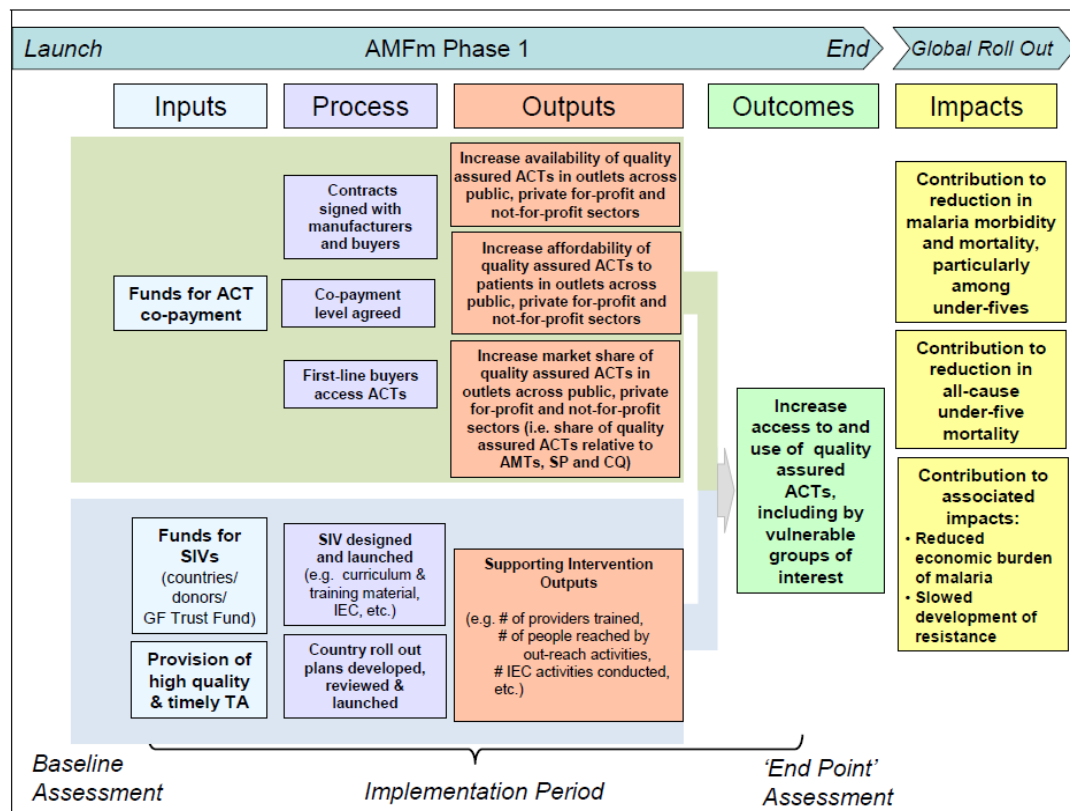 Launch
AMFm Phase 1
End
Global Roll Out
Inputs
Process
Outputs
Outcomes
Impacts
Funds for ACT
co-payment
Contracts
signed with
manufacturers
and buyers
Co-payment
level agreed
First-line buyers
access ACTs
Increase availability of quality
assured ACTs in outlets across
public, private for-profit and
not-for-profit sectors
Increase affordability of
quality assured ACTs to
patients in outlets across
public, private for-profit and
not-for-profit sectors
Increase market share of
quality assured ACTs in
outlets across public, private
for-profit and not-for-profit
sectors (i.e. share of quality
assured ACTs relative to
AMTs, SP and CQ)
Funds for
SIVs
(countries/
donors/
GF Trust Fund)
Provision of
high quality
& timely TA
SIV designed
and launched
(e.g. curriculum &
training material,
IEC, etc.)
Country roll out
plans developed,
reviewed &
launched
Supporting Intervention
Outputs
(e.g. # of providers trained,
# of people reached by
out-reach activities,
# IEC activities conducted,
etc.)
Increase
access to and
use of quality
assured
ACTs,
including by
vulnerable
groups of
interest
Contribution to
reduction in
malaria morbidity
and mortality,
particularly
among
under-fives
Contribution to
reduction in
all-cause
under-five
mortality
Contribution to
associated
impacts:
• Reduced
economic burden
of malaria
• Slowed
development of
resistance
Baseline
Assessment
Implementation Period
‘End Point’
Assessment